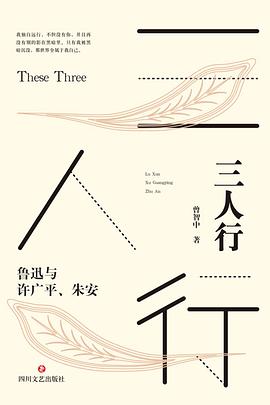 我独自远行，不但没有你，并且再
没有别的影在黑暗里。只有我被黑
暗沉没，那世界全属于我自己。
These Three
三人行
Lu Xun
Xu Guangping
Zhu An
三人行
曾智中 著
鲁迅与
许广平、朱安
四川文艺出版社